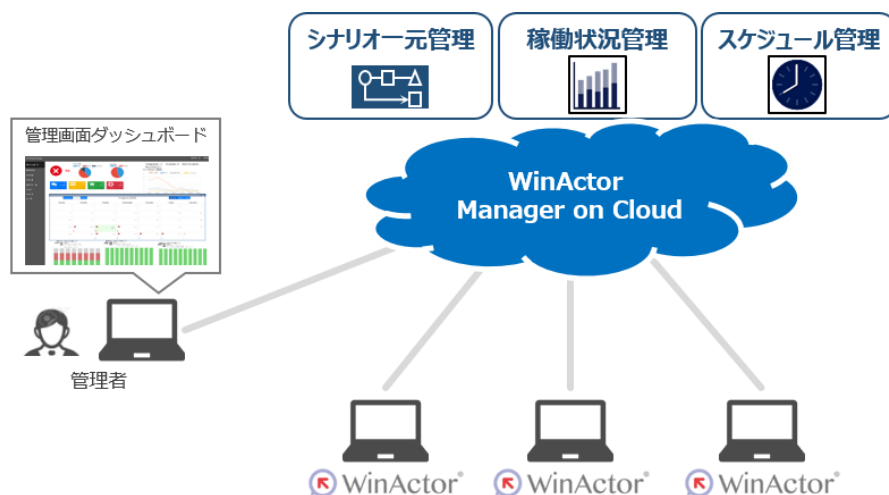 シナリオ一元管理
稼働状況管理
スケジュール管理
管理画面ダッシュボード
WinActor
Manager on Cloud
管理者
WinActor®
WinActor®
WinActor®